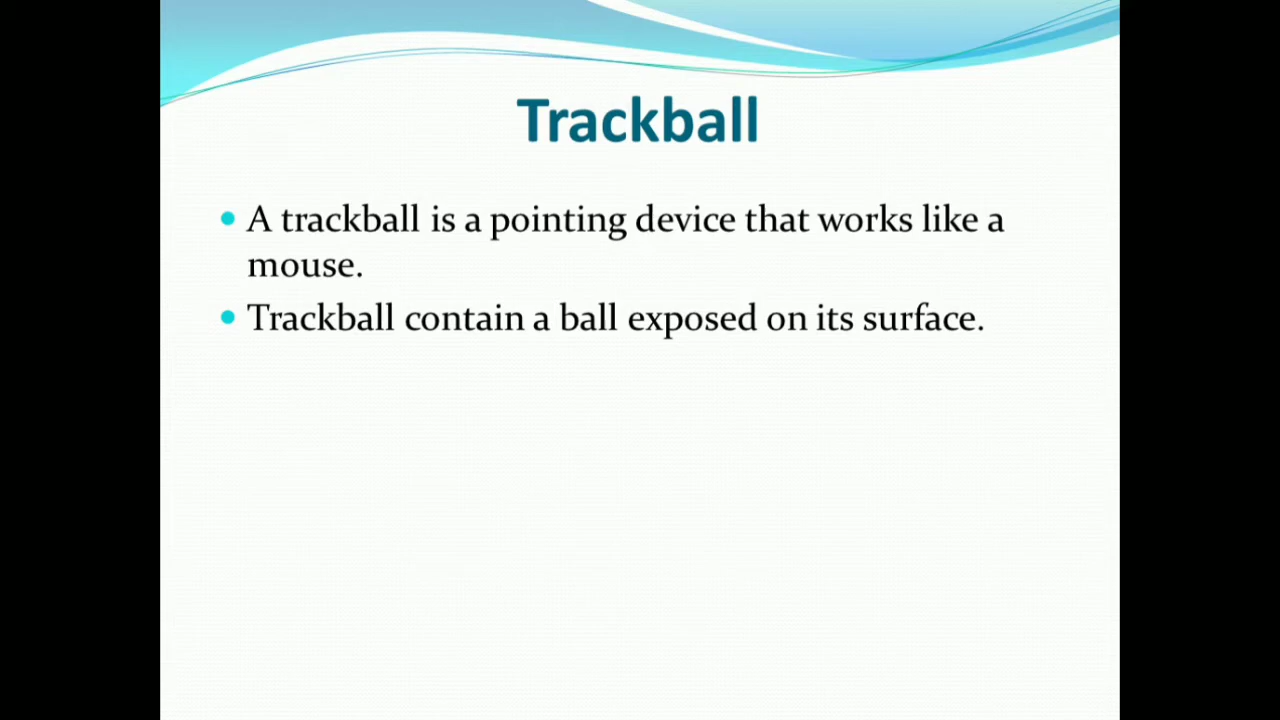 Trackball
• A trackball is a pointing device that works like a
mouse.
• Trackball contain a ball exposed on its surface.